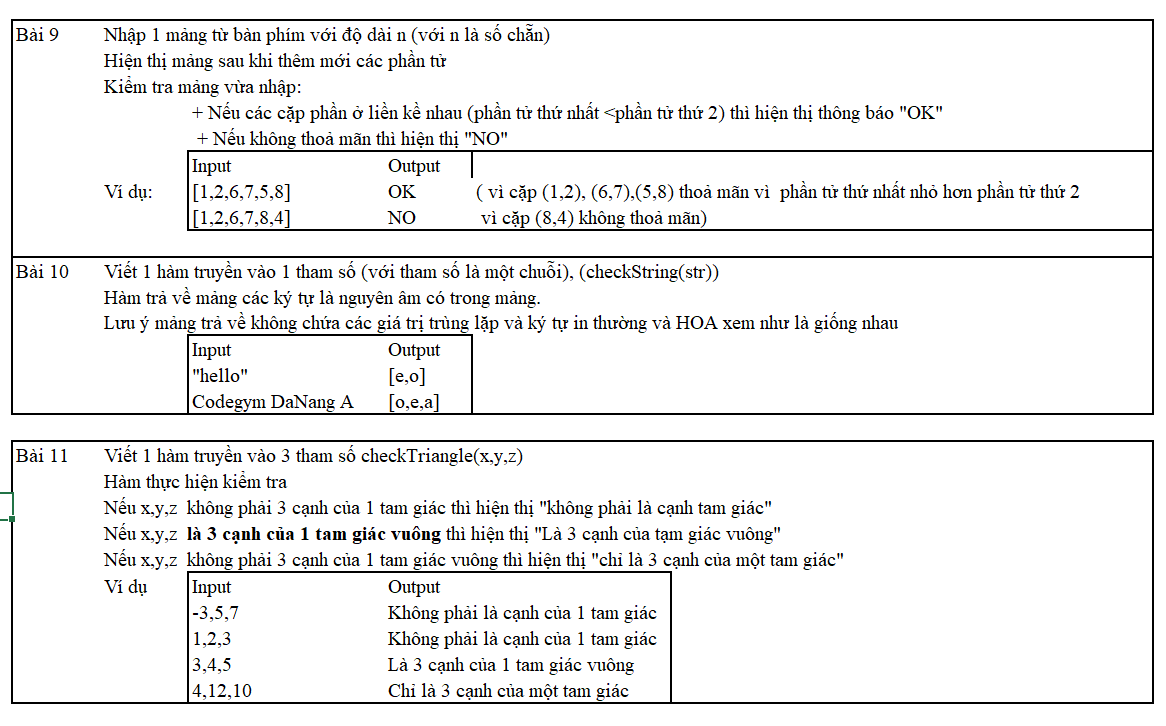 Bài 9 Nhập 1 mảng từ bàn phím với độ dài n (với n là số chẵn)
Hiện thị mảng sau khi thêm mới các phần tử
Kiểm tra mảng vừa nhập:
+ Nếu các cặp phần ở liền kề nhau (phần tử thứ nhất <phần tử thứ 2) thì hiện thị thông báo "OK"
+ Nếu không thoả mãn thì hiện thị "NO"
Input Output
Ví dụ: [1,2,6,7,5,8] OK ( vì cặp (1,2), (6,7),(5,8) thoả mãn vì phần tử thứ nhất nhỏ hơn phần tử thứ 2
[1,2,6,7,8,4] NO vì cặp (8,4) không thoả mãn)
Bài 10 Viết 1 hàm truyền vào 1 tham số (với tham số là một chuỗi), (checkString(str))
Hàm trả về mảng các ký tự là nguyên âm có trong mảng.
Lưu ý mảng trả về không chứa các giá trị trùng lặp và ký tự in thường và HOA xem như là giống nhau
Input Output
"hello" [e,o]
Codegym DaNang A [o,e,a]
Bài 11 Viết 1 hàm truyền vào 3 tham số checkTriangle(x,y,z)
Hàm thực hiện kiểm tra
Nếu x,y,z không phải 3 cạnh của 1 tam giác thì hiện thị "không phải là cạnh tam giác"
Nếu x,y,z là 3 cạnh của 1 tam giác vuông thì hiện thị "Là 3 cạnh của tạm giác vuông"
Nếu x,y,z không phải 3 cạnh của 1 tam giác vuông thì hiện thị "chỉ là 3 cạnh của một tam giác"
Ví dụ Input Output
-3,5,7 Không phải là cạnh của 1 tam giác
1,2,3 Không phải là cạnh của 1 tam giác
3,4,5 Là 3 cạnh của 1 tam giác vuông
4,12,10 Chỉ là 3 cạnh của một tam giác